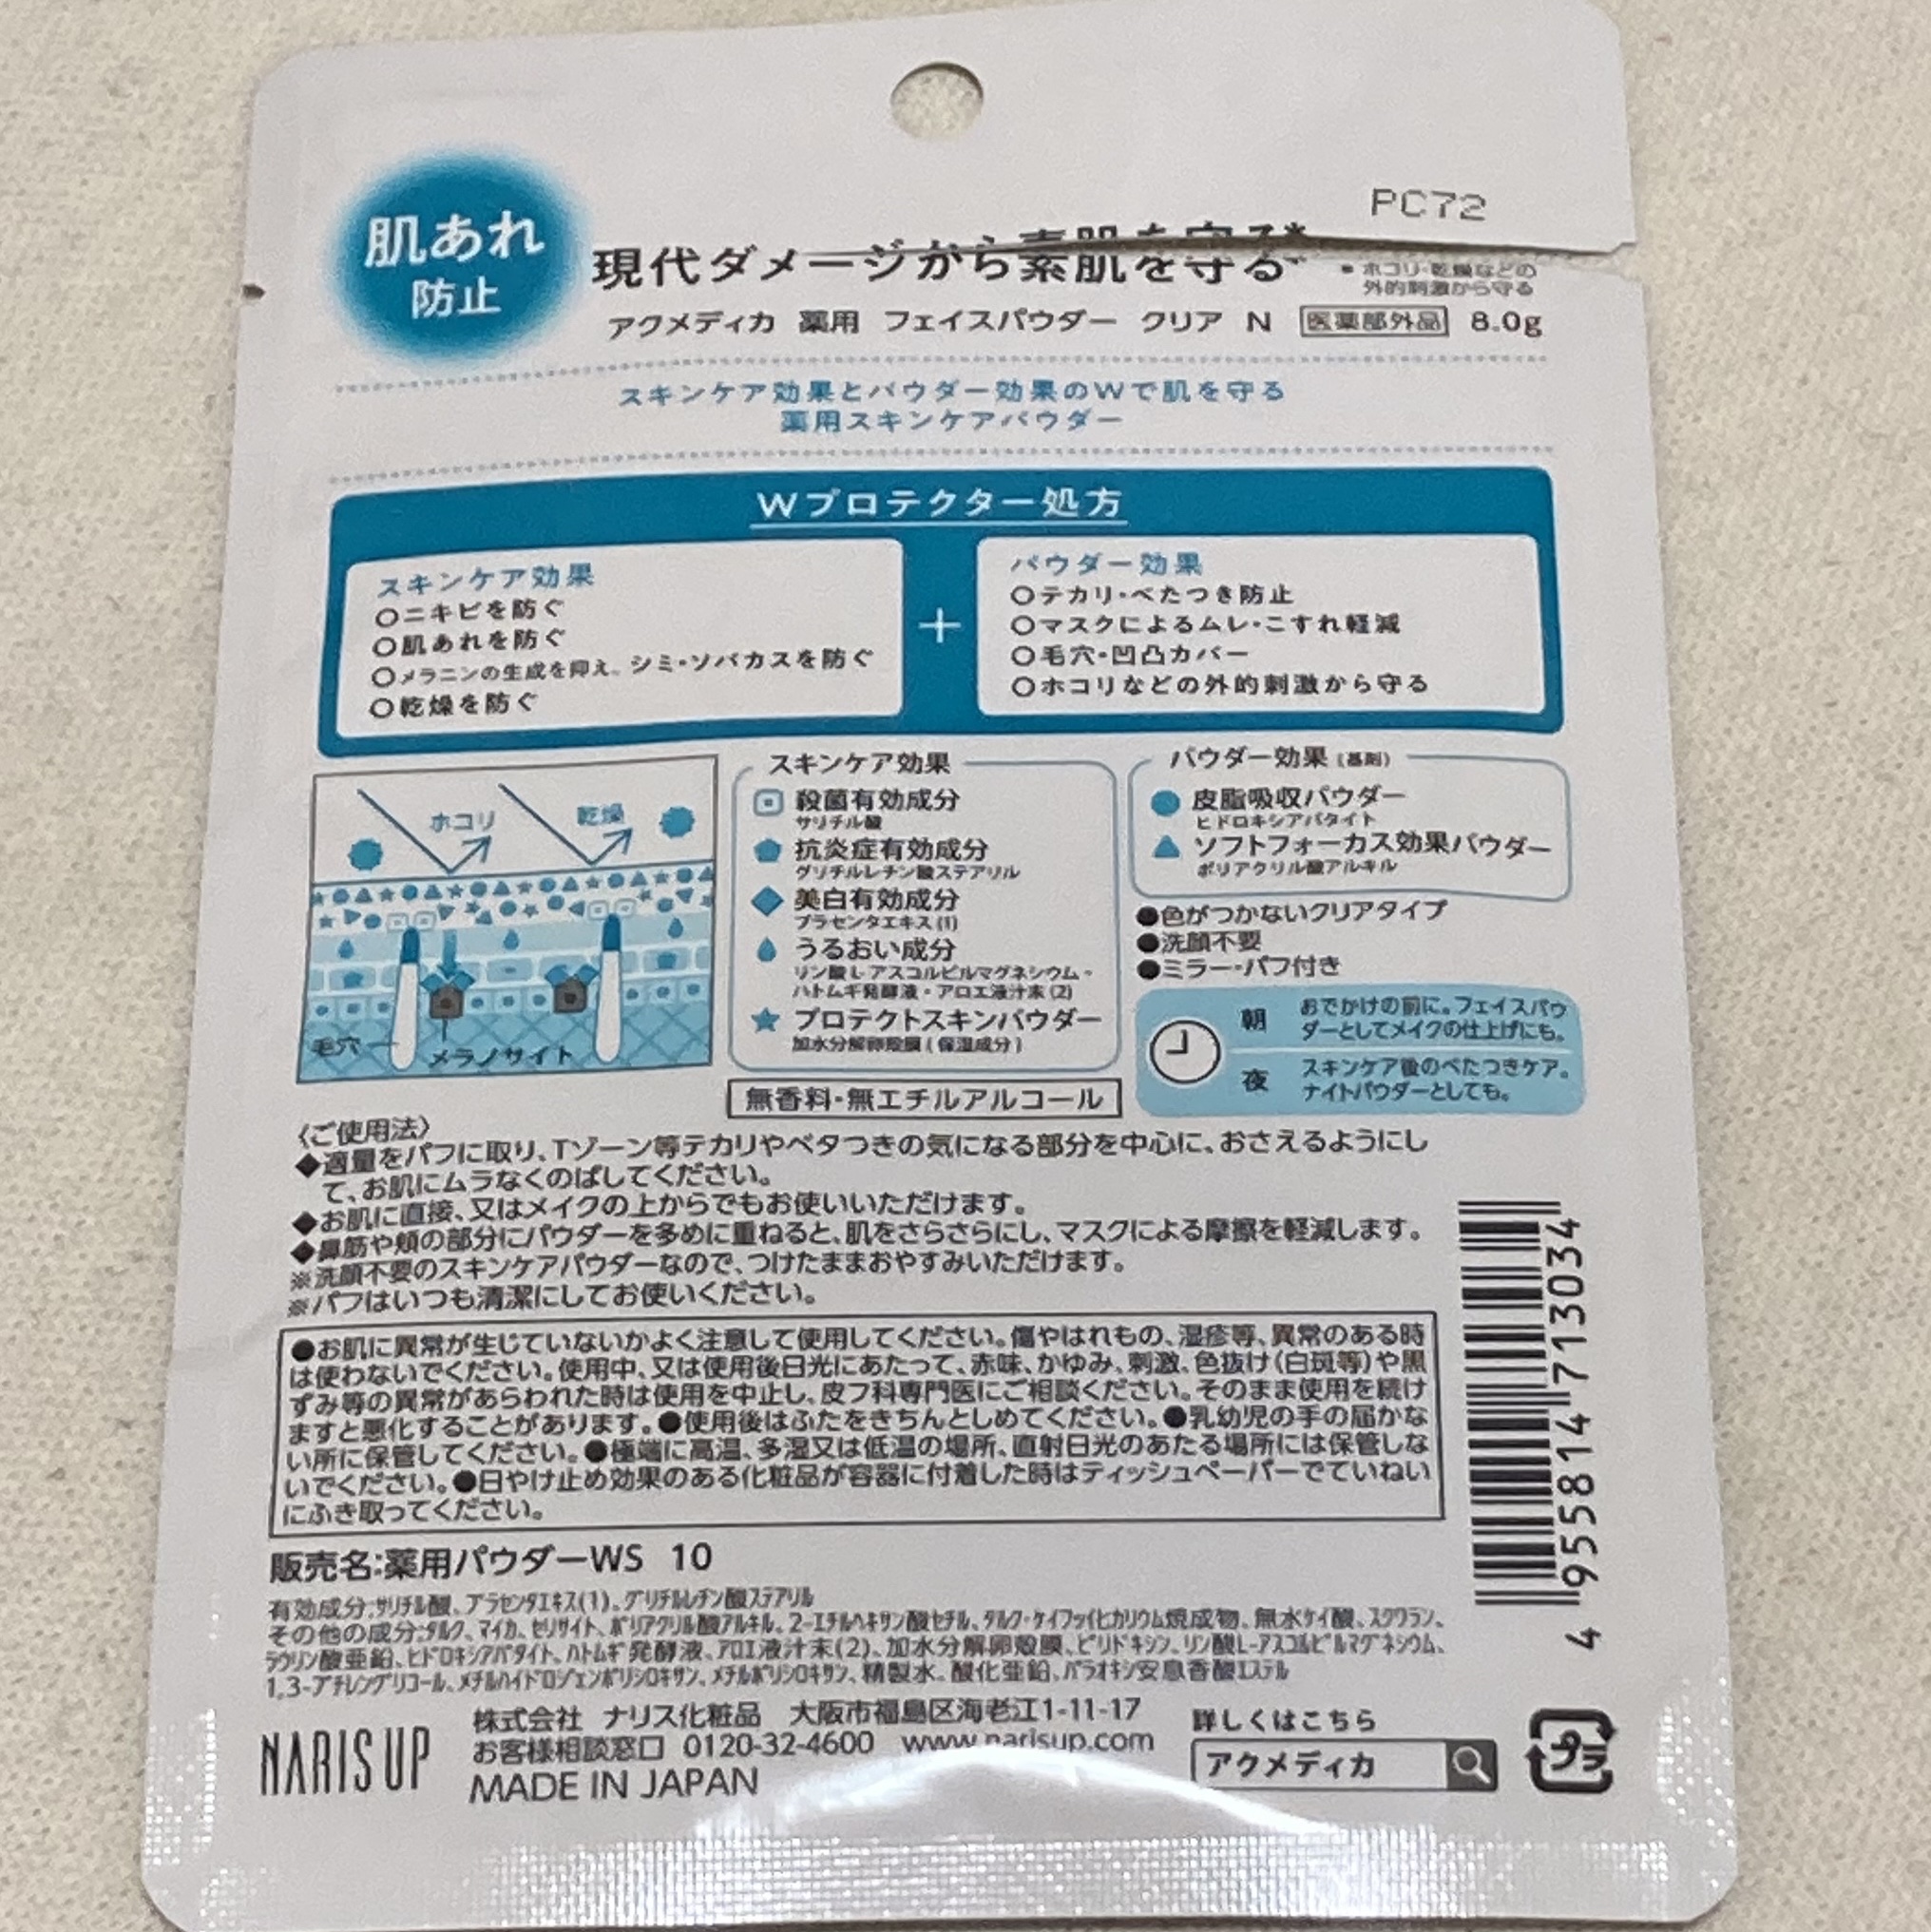 PC72
肌あれ
防止
現代ダメージから素肌を守る*
* ホコリ・乾燥などの
外的刺激から守る
アクメディカ 薬用 フェイスパウダー クリア N 医薬部外品 8.0g
スキンケア効果とパウダー効果のWで肌を守る
薬用スキンケアパウダー
Wプロテクター処方
スキンケア効果
○ニキビを防ぐ
○肌あれを防ぐ
○メラニンの生成を抑え、シミ・ソバカスを防ぐ
○乾燥を防ぐ
+
パウダー効果
○テカリ・べたつき防止
○マスクによるムレ・こすれ軽減
○毛穴・凹凸カバー
○ホコリなどの外的刺激から守る
ホコリ
乾燥
毛穴
メラノサイト
スキンケア効果
殺菌有効成分
サリチル酸
抗炎症有効成分
グリチルレチン酸ステアリル
美白有効成分
プラセンタエキス(1)
うるおい成分
リン酸L-アスコルビルマグネシウム・
ハトムギ発酵液・アロエ液汁末(2)
プロテクトスキンパウダー
加水分解卵殻膜(保湿成分)
無香料・無エチルアルコール
パウダー効果(基剤)
皮脂吸収パウダー
ヒドロキシアパタイト
ソフトフォーカス効果パウダー
ポリアクリル酸アルキル
●色がつかないクリアタイプ
●洗顔不要
●ミラー・パフ付き
朝
おでかけの前に。フェイスパウ
ダーとしてメイクの仕上げにも。
夜
スキンケア後のべたつきケア。
ナイトパウダーとしても。
〈ご使用法〉
◆適量をパフに取り、Tゾーン等テカリやベタつきの気になる部分を中心に、おさえるようにし
て、お肌にムラなくのばしてください。
◆お肌に直接、又はメイクの上からでもお使いいただけます。
◆鼻筋や頬の部分にパウダーを多めに重ねると、肌をさらさらにし、マスクによる摩擦を軽減します。
※洗顔不要のスキンケアパウダーなので、つけたままおやすみいただけます。
※パフはいつも清潔にしてお使いください。
●お肌に異常が生じていないかよく注意して使用してください。傷やはれもの、湿疹等、異常のある時
は使わないでください。使用中、又は使用後日光にあたって、赤味、かゆみ、刺激、色抜け(白斑等)や黒
ずみ等の異常があらわれた時は使用を中止し、皮フ科専門医にご相談ください。そのまま使用を続け
ますと悪化することがあります。●使用後はふたをきちんとしめてください。●乳幼児の手の届かな
い所に保管してください。●極端に高温、多湿又は低温の場所、直射日光のあたる場所には保管しな
いでください。●日やけ止め効果のある化粧品が容器に付着した時はティッシュペーパーでていねい
にふき取ってください。
4 955814 713034
販売名:薬用パウダーWS 10
有効成分:サリチル酸、プラセンタエキス(1)、グリチルレチン酸ステアリル
その他の成分:タルク、マイカ、セリサイト、ポリアクリル酸アルキル、2-エチルヘキサン酸セチル、タルク・ケイフッ化カリウム焼成物、無水ケイ酸、スクワラン、
ラウリン酸亜鉛、ヒドロキシアパタイト、ハトムギ発酵液、アロエ液汁末(2)、加水分解卵殻膜、ピリドキシン、リン酸L-アスコルビルマグネシウム、
1,3-ブチレングリコール、メチルハイドロジェンポリシロキサン、メチルポリシロキサン、精製水、酸化亜鉛、パラオキシ安息香酸エステル
NARIS UP
株式会社 ナリス化粧品 大阪市福島区海老江1-11-17
お客様相談窓口 0120-32-4600 www.narisup.com
MADE IN JAPAN
詳しくはこちら
アクメディカ
プラ